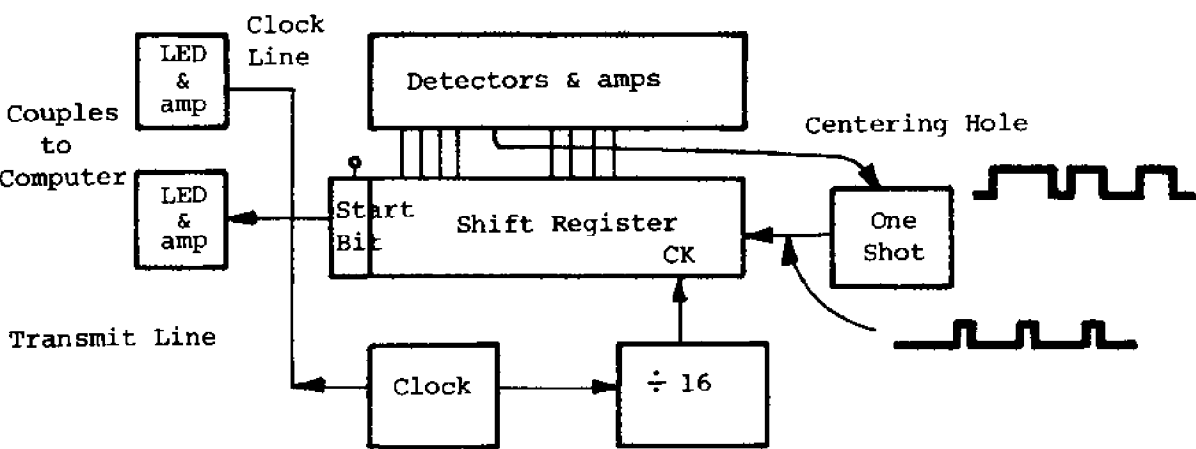 Clock
Line
LED
&
amp
Detectors & amps
Couples
to
Computer
Centering Hole
LED
&
amp
Start
Bit
Shift Register
CK
One
Shot
Transmit Line
Clock
÷ 16